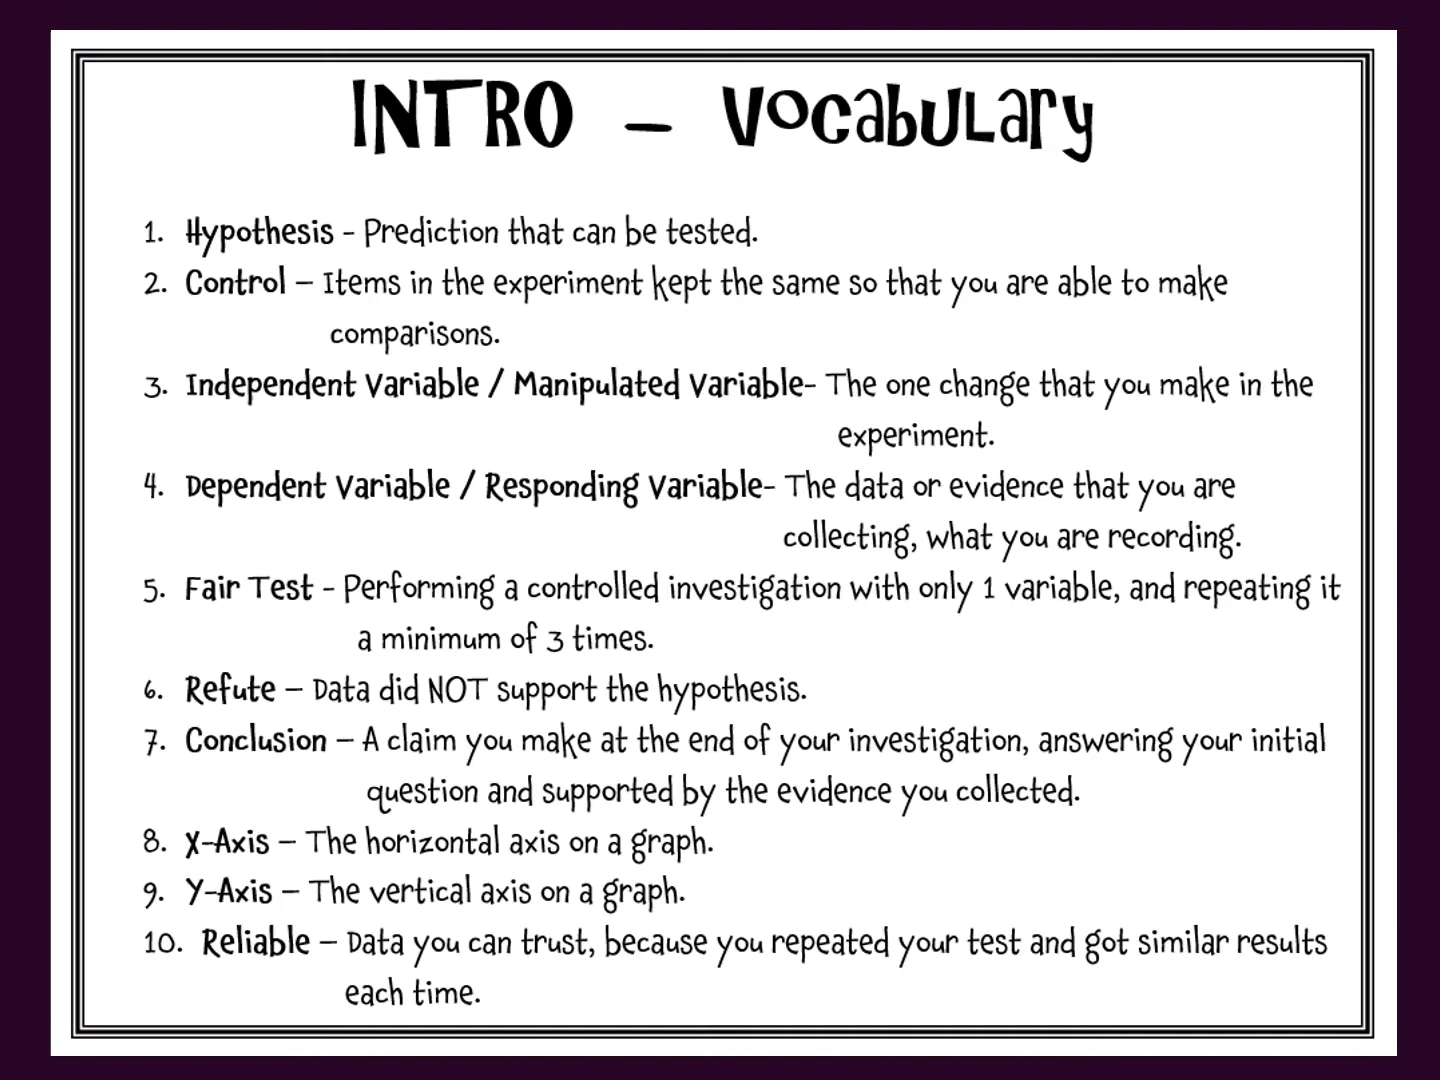 INTRO – Vocabulary
1. Hypothesis - Prediction that can be tested.
2. Control – Items in the experiment kept the same so that you are able to make
comparisons.
3. Independent Variable / Manipulated Variable- The one change that you make in the
experiment.
4. Dependent Variable / Responding Variable- The data or evidence that you are
collecting, what you are recording.
5. Fair Test - Performing a controlled investigation with only 1 variable, and repeating it
a minimum of 3 times.
6. Refute – Data did NOT support the hypothesis.
7. Conclusion – A claim you make at the end of your investigation, answering your initial
question and supported by the evidence you collected.
8. X-Axis – The horizontal axis on a graph.
9. Y-Axis – The vertical axis on a graph.
10. Reliable – Data you can trust, because you repeated your test and got similar results
each time.